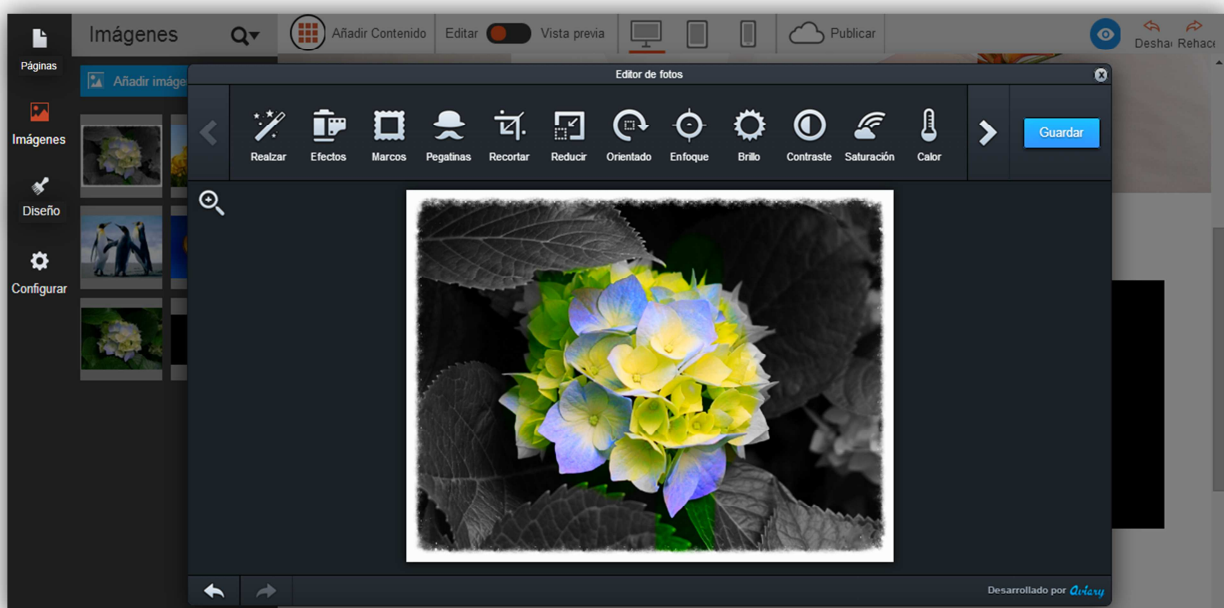 Páginas
Imágenes
Diseño
Configurar
Imágenes
Añadir Contenido
Editar
Vista previa
Publicar
Rehace
Añadir imáge
Editor de fotos
Realzar
Efectos
Marcos
Pegatinas
Recortar
Reducir
Orientado
Enfoque
Brillo
Contraste
Saturación
Calor
Guardar
Desarrollado por Aviary